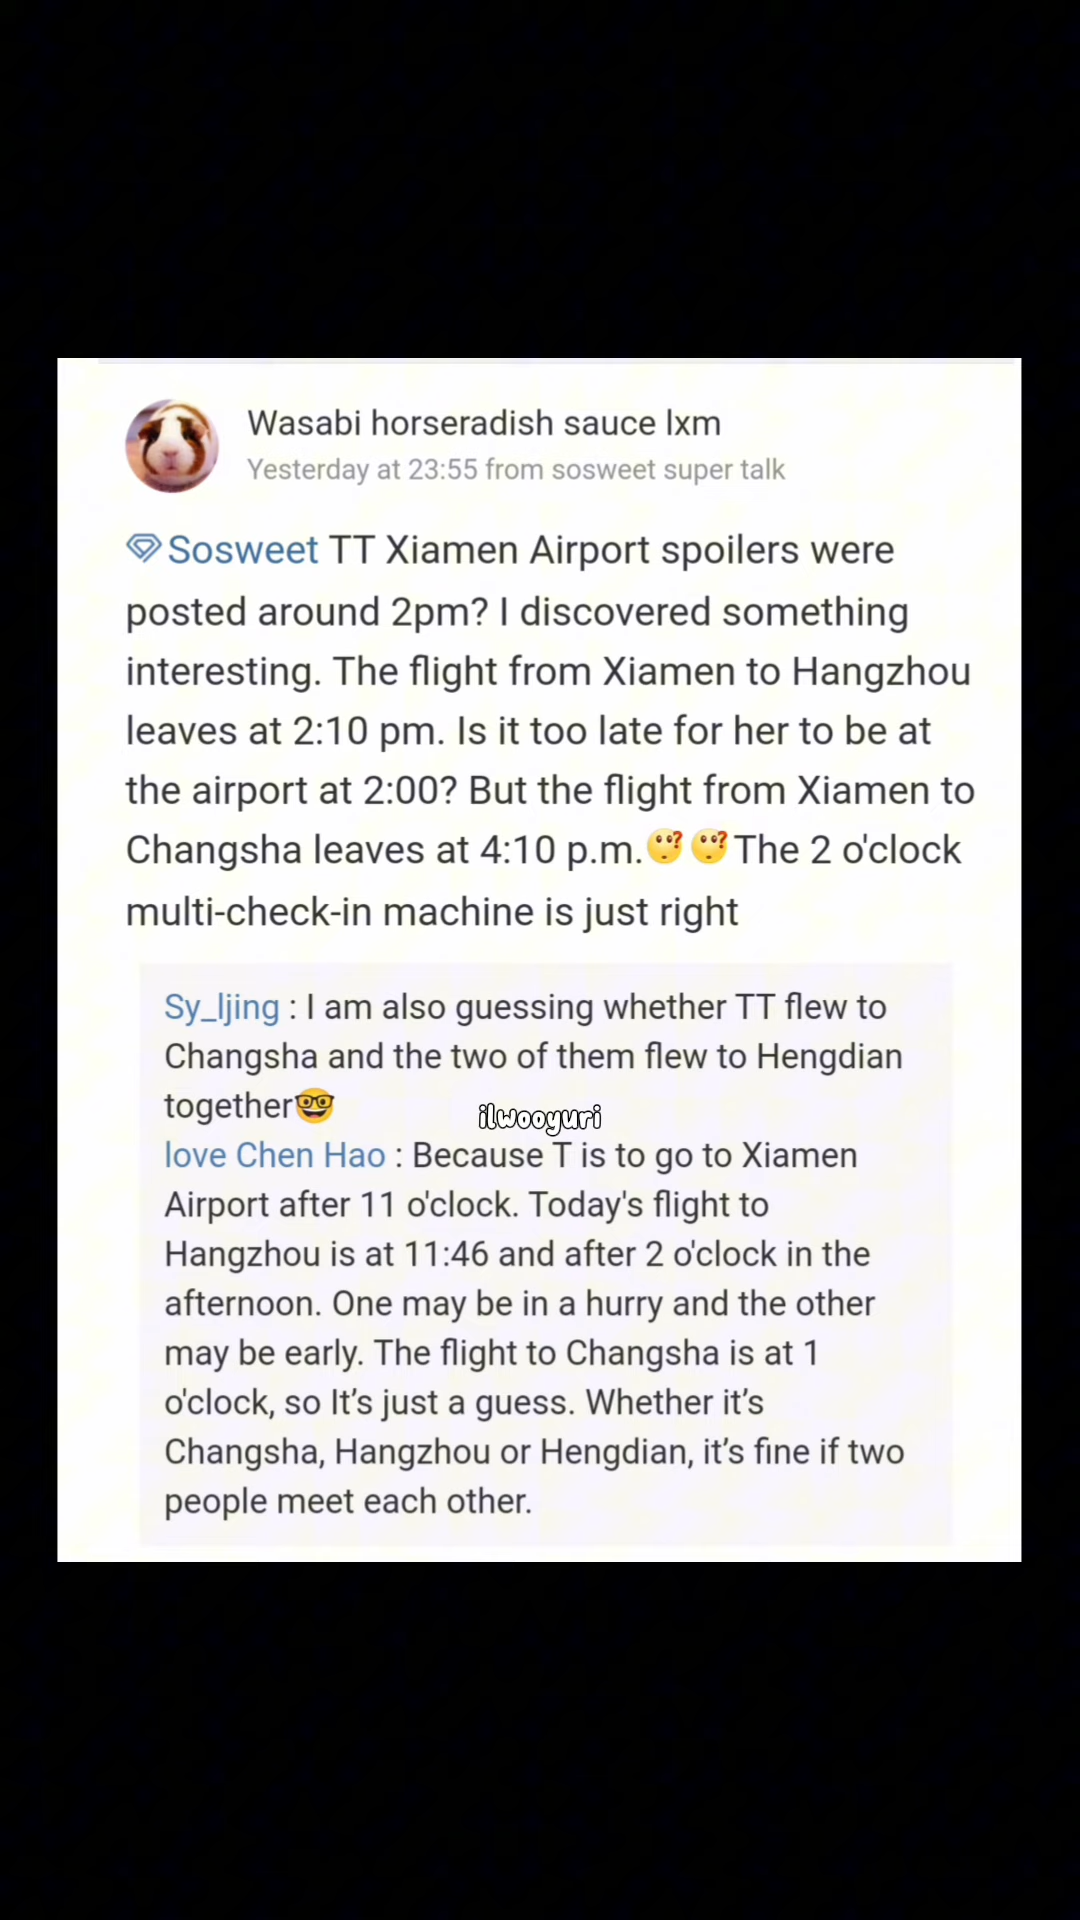 Wasabi horseradish sauce lxm
Yesterday at 23:55 from sosweet super talk
Sosweet TT Xiamen Airport spoilers were
posted around 2pm? I discovered something
interesting. The flight from Xiamen to Hangzhou
leaves at 2:10 pm. Is it too late for her to be at
the airport at 2:00? But the flight from Xiamen to
Changsha leaves at 4:10 p.m. The 2 o'clock
multi-check-in machine is just right
Sy_ljing : I am also guessing whether TT flew to
Changsha and the two of them flew to Hengdian
together
ilwooyuri
love Chen Hao : Because T is to go to Xiamen
Airport after 11 o'clock. Today's flight to
Hangzhou is at 11:46 and after 2 o'clock in the
afternoon. One may be in a hurry and the other
may be early. The flight to Changsha is at 1
o'clock, so It’s just a guess. Whether it’s
Changsha, Hangzhou or Hengdian, it’s fine if two
people meet each other.